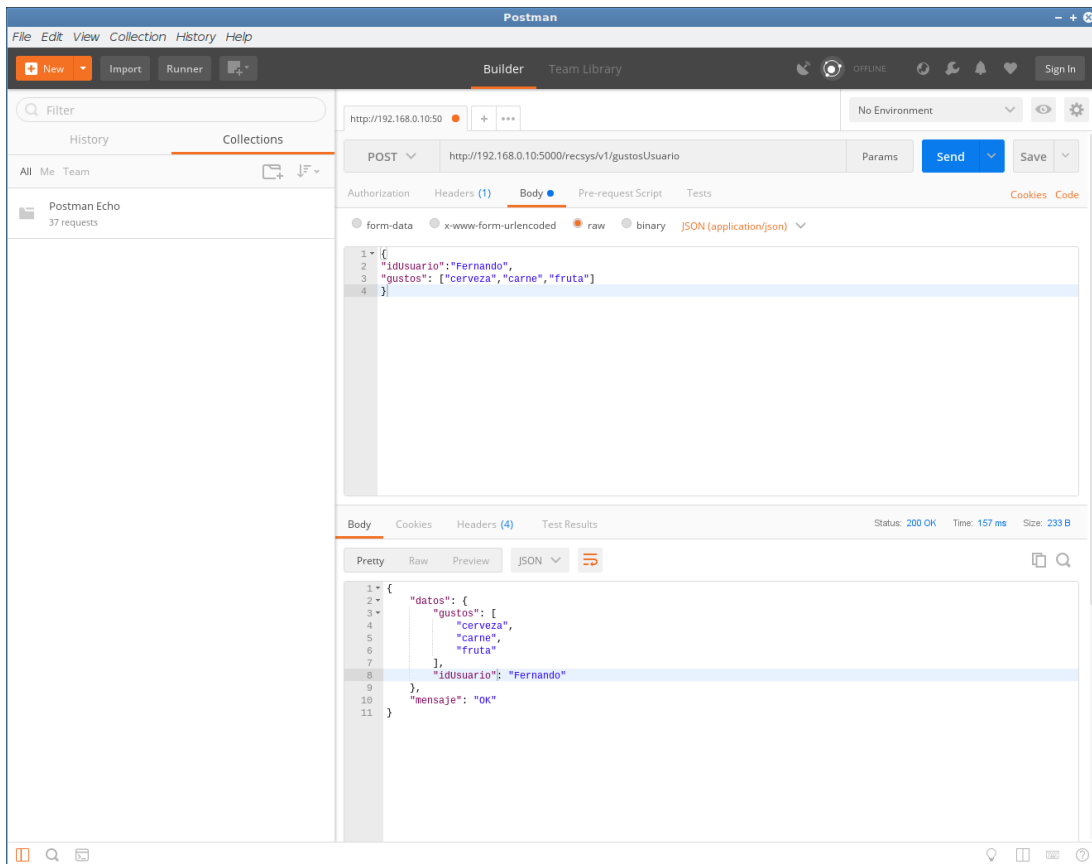 Postman
File Edit View Collection History Help
New Import Runner Builder Team Library OFFLINE Sign In
Filter
History Collections
All Me Team
Postman Echo
37 requests
http://192.168.0.10:50 + ••• No Environment
POST http://192.168.0.10:5000/recsys/v1/gustosUsuario Params Send Save
Authorization Headers (1) Body Pre-request Script Tests Cookies Code
form-data x-www-form-urlencoded raw binary JSON (application/json)
1 {
2 "idUsuario":"Fernando",
3 "gustos": ["cerveza","carne","fruta"]
4 }
Body Cookies Headers (4) Test Results Status: 200 OK Time: 157 ms Size: 233 B
Pretty Raw Preview JSON
1 {
2 "datos": {
3 "gustos": [
4 "cerveza",
5 "carne",
6 "fruta"
7 ],
8 "idUsuario": "Fernando"
9 },
10 "mensaje": "OK"
11 }